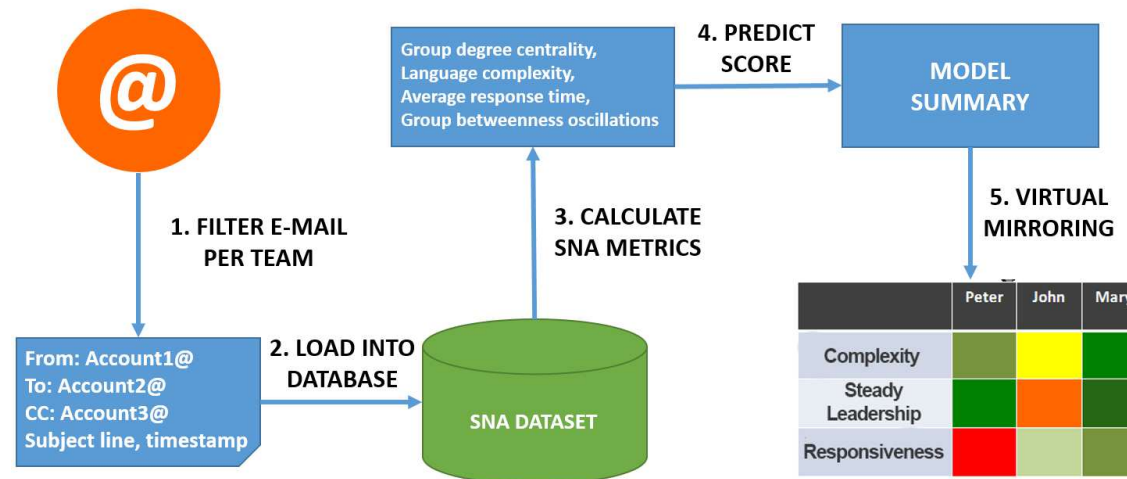 @
1. FILTER E-MAIL
PER TEAM
From: Account1@
To: Account2@
CC: Account3@
Subject line, timestamp
2. LOAD INTO
DATABASE
SNA DATASET
3. CALCULATE
SNA METRICS
Group degree centrality,
Language complexity,
Average response time,
Group betweenness oscillations
4. PREDICT
SCORE
MODEL
SUMMARY
5. VIRTUAL
MIRRORING
Peter John Mary
Complexity
Steady
Leadership
Responsiveness